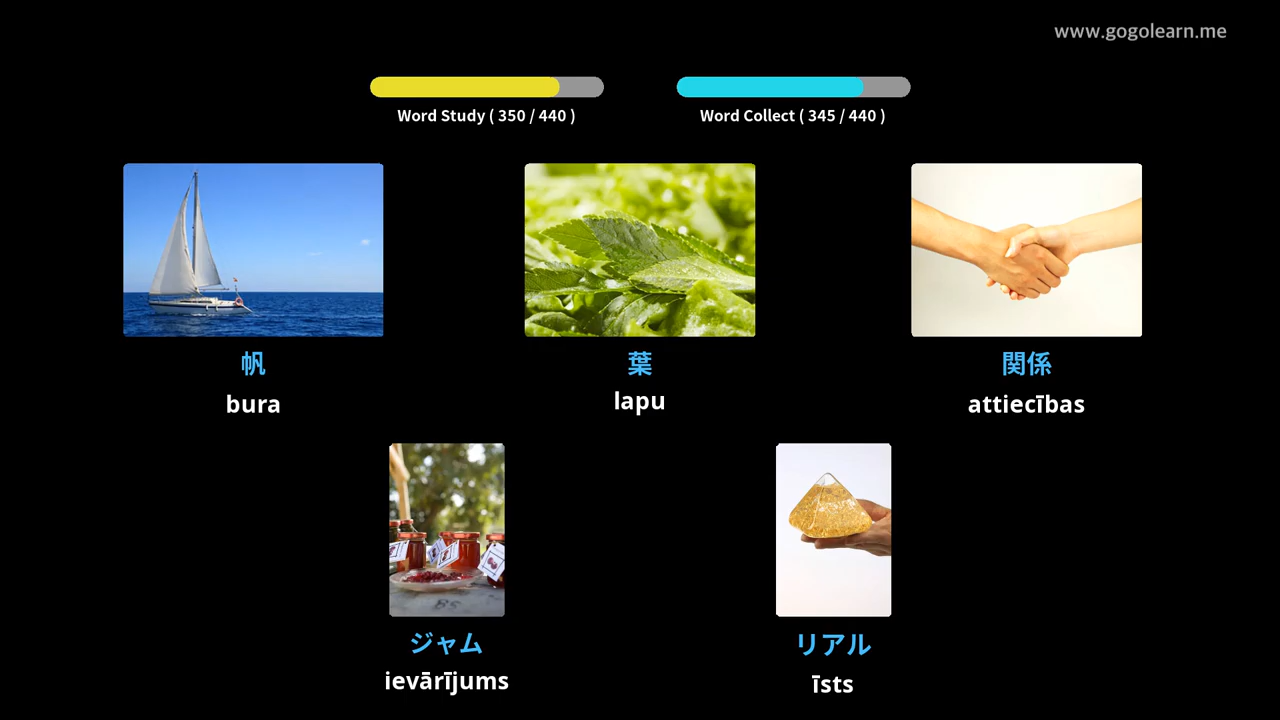 www.gogolearn.me
Word Study ( 350 / 440 )
Word Collect ( 345 / 440 )
帆
bura
葉
lapu
関係
attiecības
85
ジャム
ievārījums
リアル
īsts